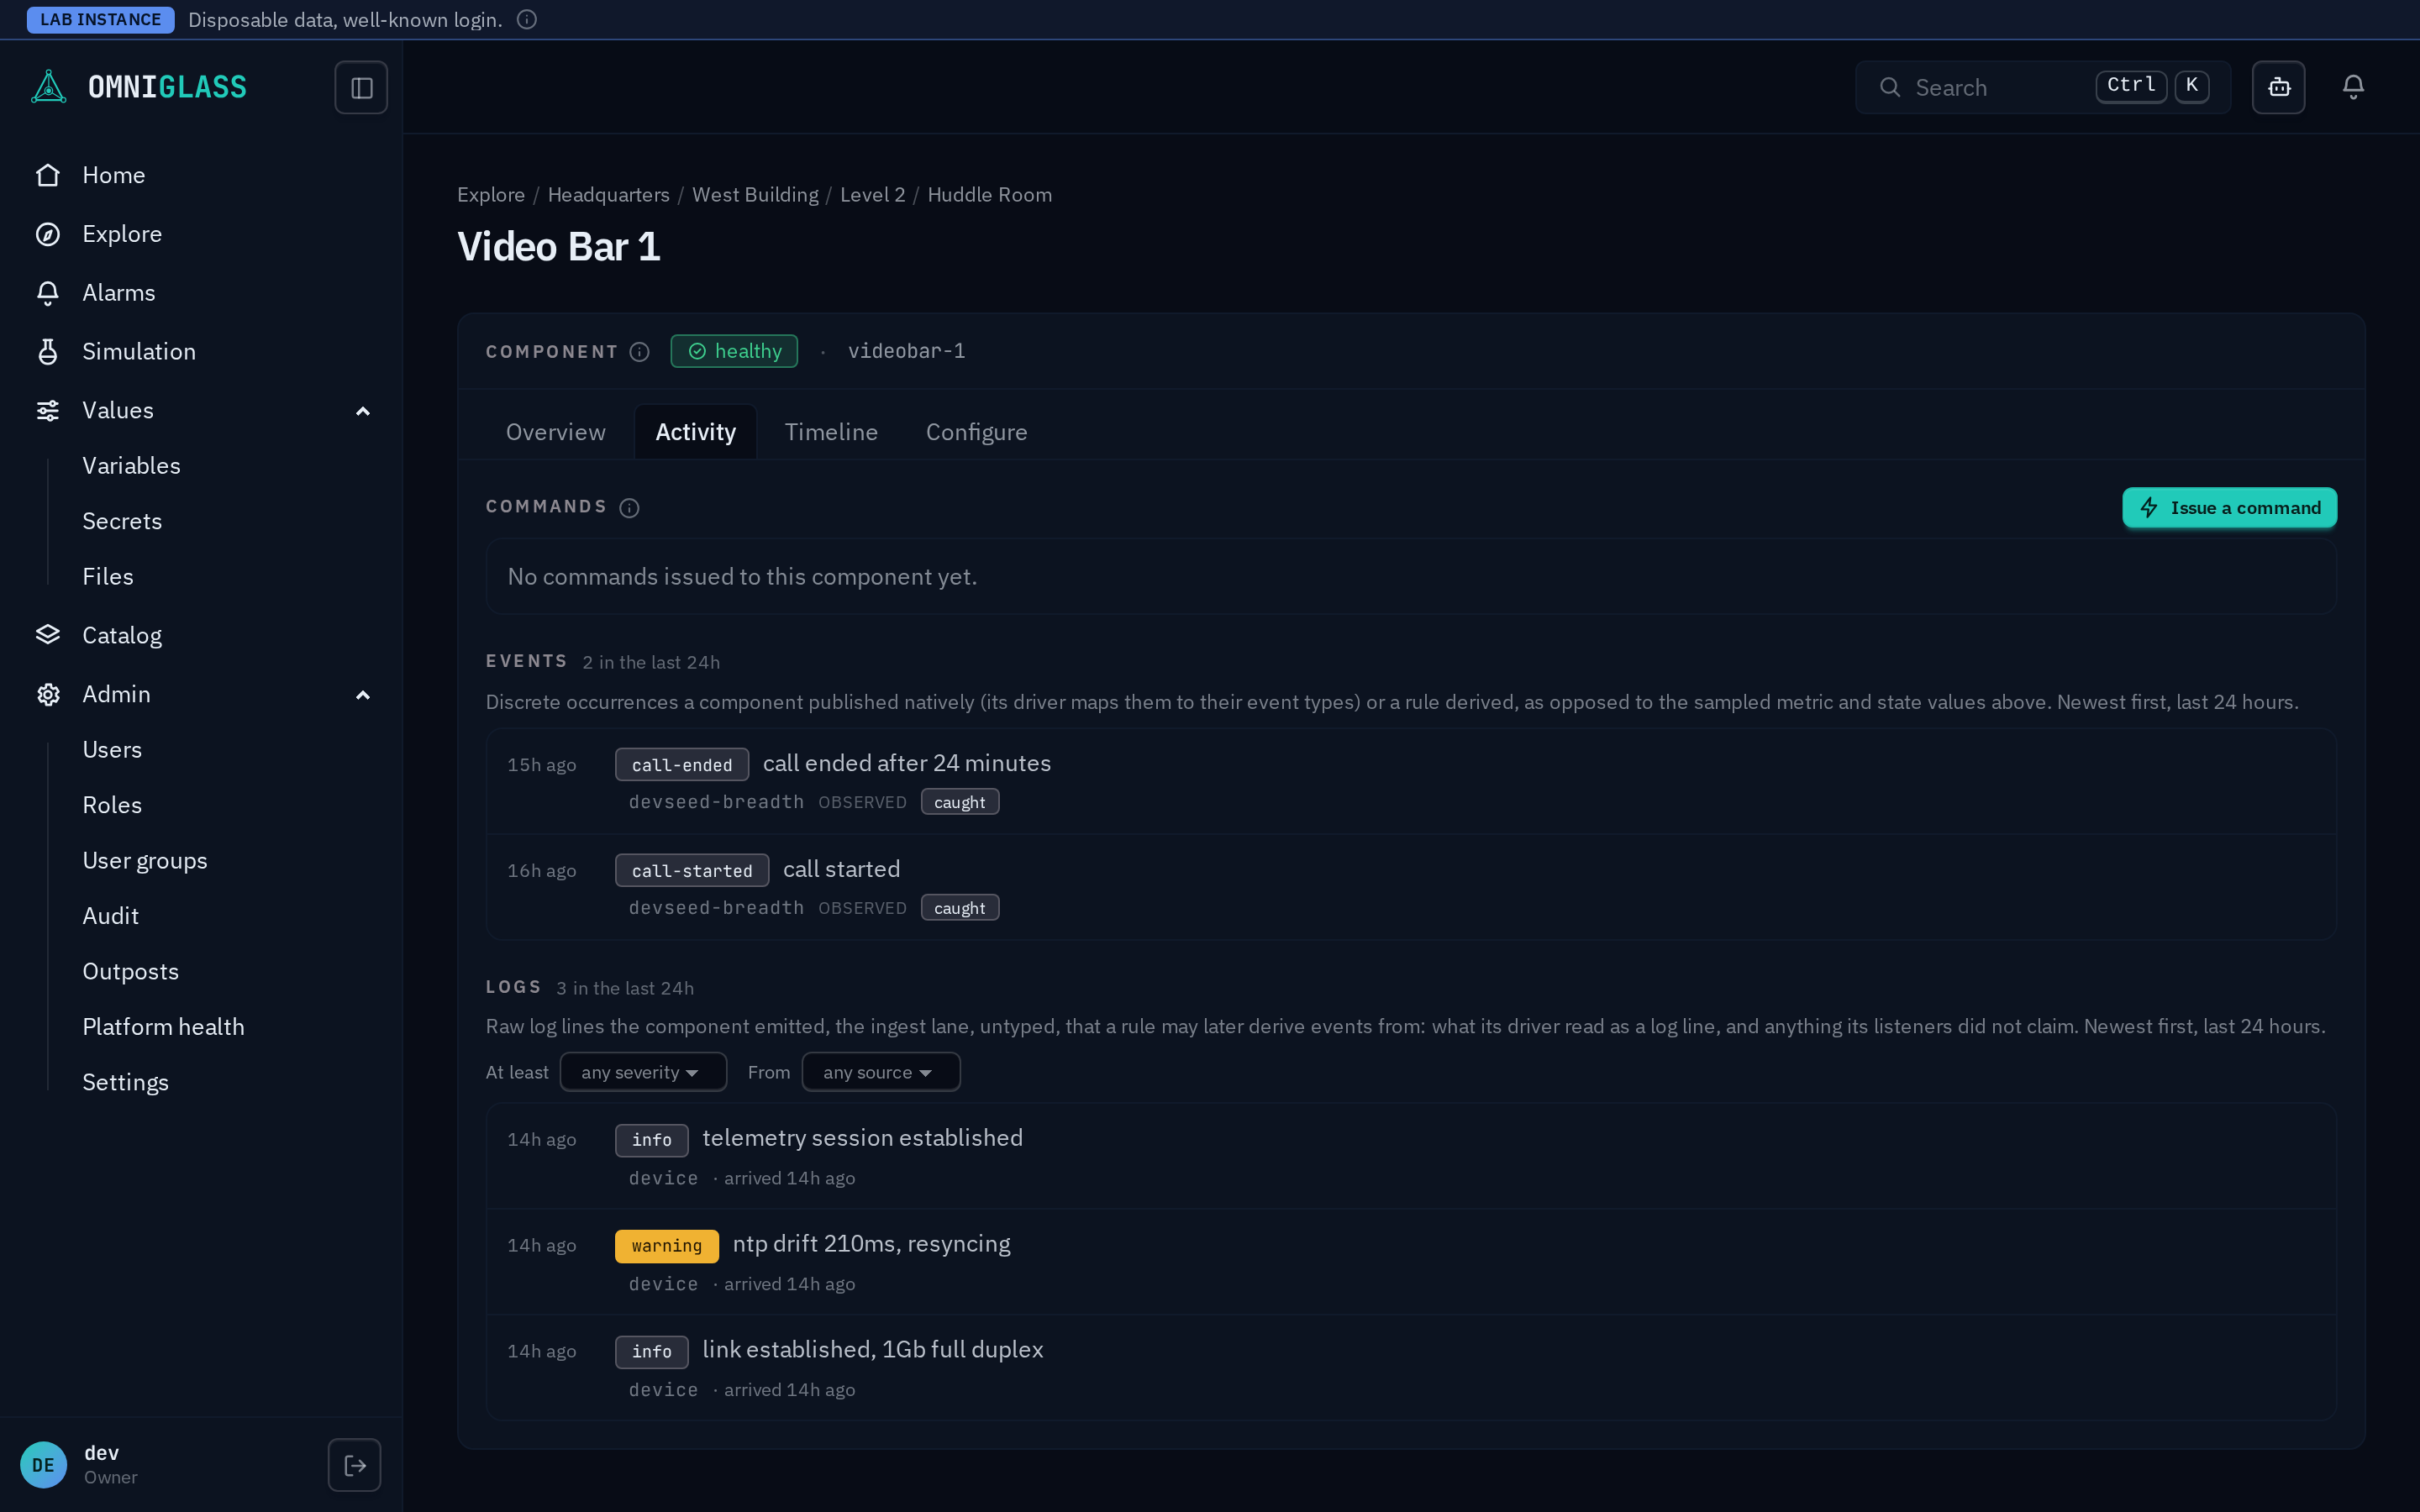 LAB INSTANCE Disposable data, well-known login.
OMNIGLASS
Search Ctrl K
Home
Explore
Alarms
Simulation
Values
Variables
Secrets
Files
Catalog
Admin
Users
Roles
User groups
Audit
Outposts
Platform health
Settings
DE dev
Owner
Explore / Headquarters / West Building / Level 2 / Huddle Room
Video Bar 1
COMPONENT healthy · videobar-1
Overview Activity Timeline Configure
COMMANDS Issue a command
No commands issued to this component yet.
EVENTS 2 in the last 24h
Discrete occurrences a component published natively (its driver maps them to their event types) or a rule derived, as opposed to the sampled metric and state values above. Newest first, last 24 hours.
15h ago call-ended call ended after 24 minutes
devseed-breadth OBSERVED caught
16h ago call-started call started
devseed-breadth OBSERVED caught
LOGS 3 in the last 24h
Raw log lines the component emitted, the ingest lane, untyped, that a rule may later derive events from: what its driver read as a log line, and anything its listeners did not claim. Newest first, last 24 hours.
At least any severity From any source
14h ago info telemetry session established
device · arrived 14h ago
14h ago warning ntp drift 210ms, resyncing
device · arrived 14h ago
14h ago info link established, 1Gb full duplex
device · arrived 14h ago